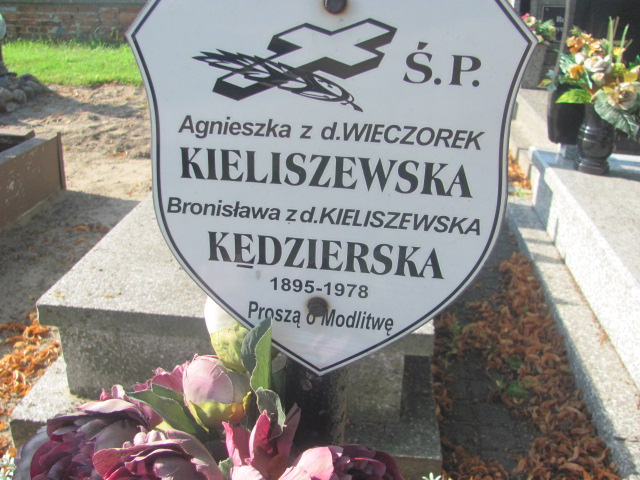 Ś.P.
Agnieszka z d.WIECZOREK
KIELISZEWSKA
Bronisława z d.KIELISZEWSKA
KĘDZIERSKA
1895-1978
Proszą o Modlitwę